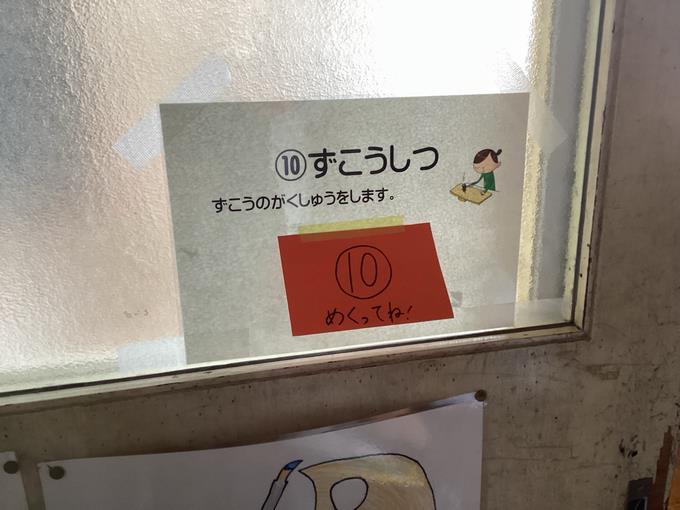 ⑩ずこうしつ
ずこうのがくしゅうをします。
⑩
めくってね!